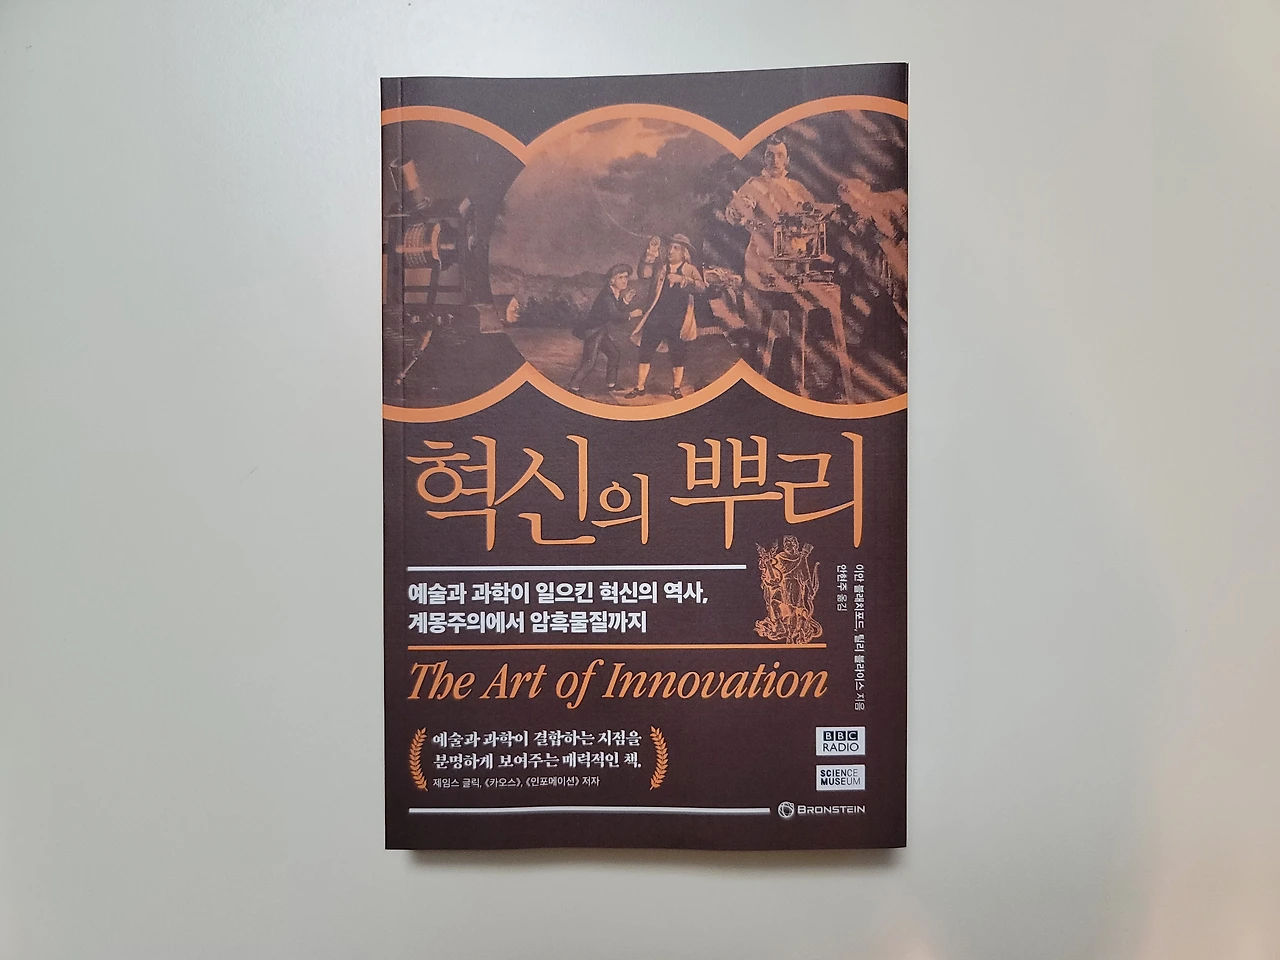 혁신의 뿌리
예술과 과학이 일으킨 혁신의 역사,
계몽주의에서 암흑물질까지
이안 블래치포드, 틸리 블라이스 지음
안현주 옮김
The Art of Innovation
예술과 과학이 결합하는 지점을
분명하게 보여주는 매력적인 책.
제임스 글릭, 《카오스》, 《인포메이션》 저자
BBC
RADIO
SCIENCE
MUSEUM
BRONSTEIN